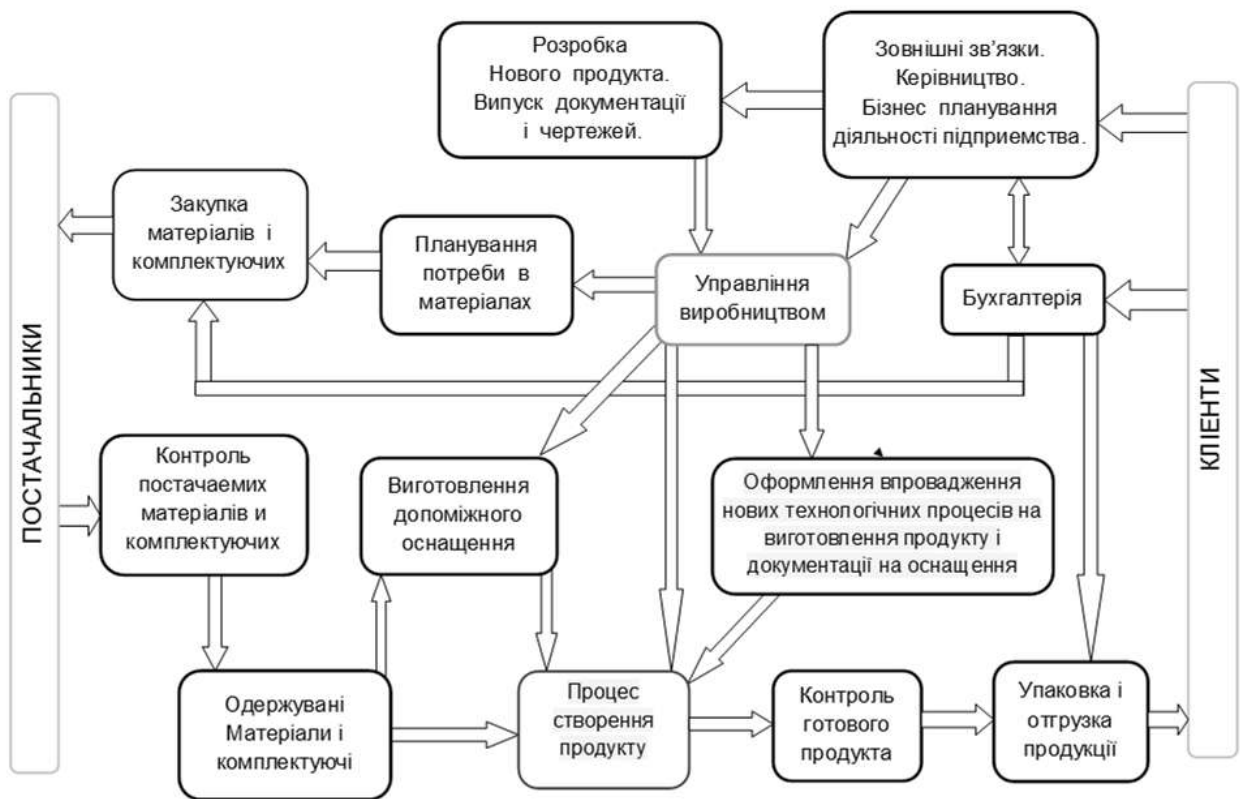 Розробка
Нового продукта.
Випуск документації
і чертежей.
Зовнішні зв’язки.
Керівництво.
Бізнес планування
діяльності підприемства.
ПОСТАЧАЛЬНИКИ
Закупка
матеріалів і
комплектуючих
Планування
потреби в
матеріалах
Управління
виробництвом
Бухгалтерія
КЛІЕНТИ
Контроль
постачаемих
матеріалів и
комплектуючих
Виготовлення
допоміжного
оснащення
Оформлення впровадження
нових технологічних процесів на
виготовлення продукту і
документації на оснащення
Одержувані
Матеріали і
комплектуючі
Процес
створення
продукту
Контроль
готового
продукта
Упаковка і
отгрузка
продукції